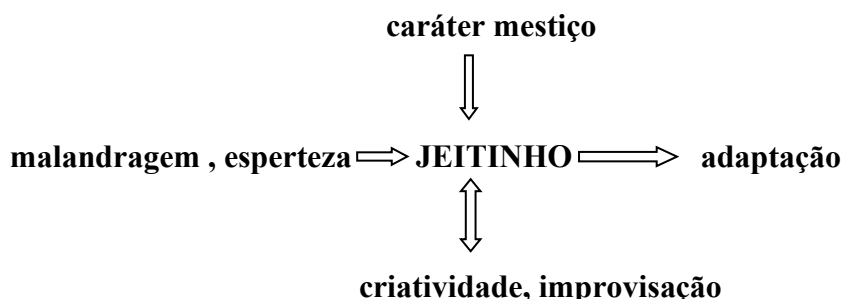 caráter mestiço
malandragem , esperteza JEITINHO adaptação
criatividade, improvisação